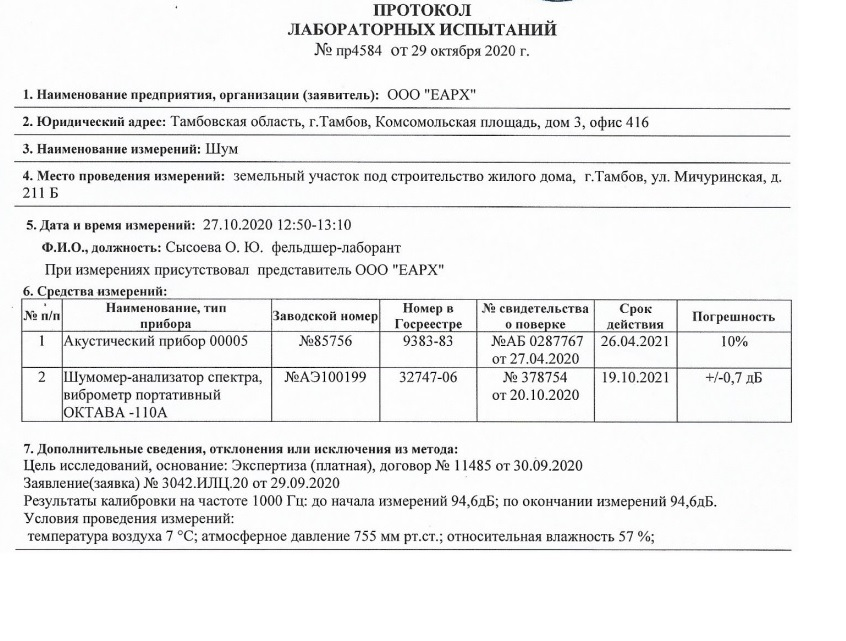 ПРОТОКОЛ
ЛАБОРАТОРНЫХ ИСПЫТАНИЙ
№ пр4584 от 29 октября 2020 г.
1. Наименование предприятия, организации (заявитель): ООО "ЕАРХ"
2. Юридический адрес: Тамбовская область, г.Тамбов, Комсомольская площадь, дом 3, офис 416
3. Наименование измерений: Шум
4. Место проведения измерений: земельный участок под строительство жилого дома, г.Тамбов, ул. Мичуринская, д.
211 Б
5. Дата и время измерений: 27.10.2020 12:50-13:10
Ф.И.О., должность: Сысоева О. Ю. фельдшер-лаборант
При измерениях присутствовал представитель ООО "ЕАРХ"
6. Средства измерений:
№ п/п Наименование, тип прибора Заводской номер Номер в Госреестре № свидетельства о поверке Срок действия Погрешность
1 Акустический прибор 00005 №85756 9383-83 №АБ 0287767 26.04.2021 10%
от 27.04.2020
2 Шумомер-анализатор спектра, №АЭ100199 32747-06 № 378754 19.10.2021 +/-0,7 дБ
виброметр портативный от 20.10.2020
ОКТАВА -110А
7. Дополнительные сведения, отклонения или исключения из метода:
Цель исследований, основание: Экспертиза (платная), договор № 11485 от 30.09.2020
Заявление(заявка) № 3042.ИЛЦ.20 от 29.09.2020
Результаты калибровки на частоте 1000 Гц: до начала измерений 94,6дБ; по окончании измерений 94,6дБ.
Условия проведения измерений:
температура воздуха 7 °С; атмосферное давление 755 мм рт.ст.; относительная влажность 57 %;